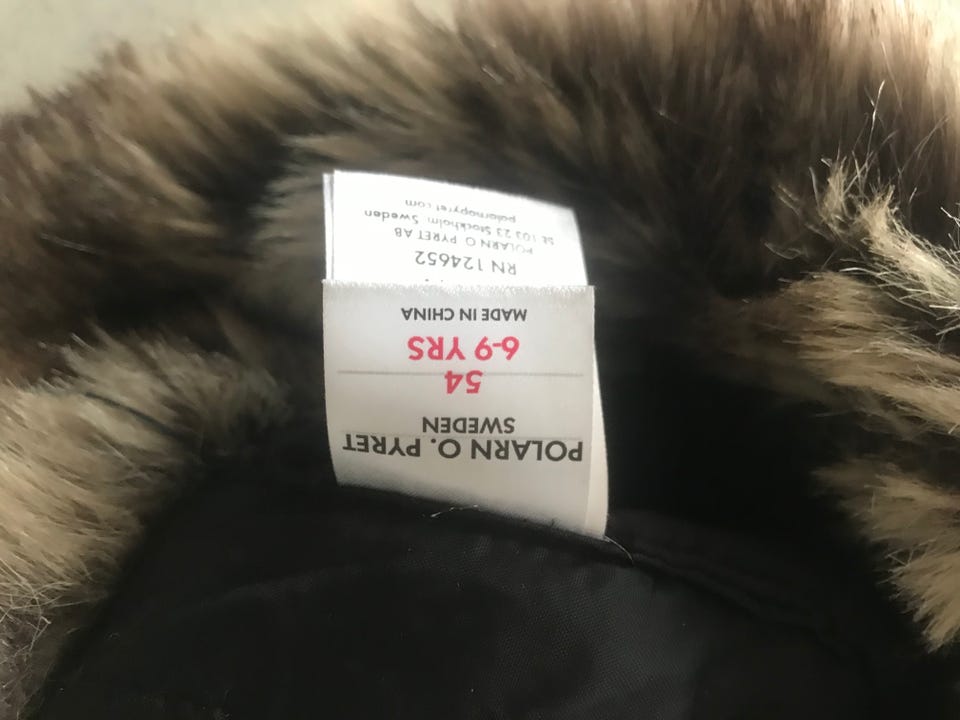 POLARN O. PYRET
SWEDEN
54
6-9 YRS
MADE IN CHINA
RN 124652
POLARN O. PYRET AB
SE 103 23 Stockholm, Sweden
polarnopyret.com